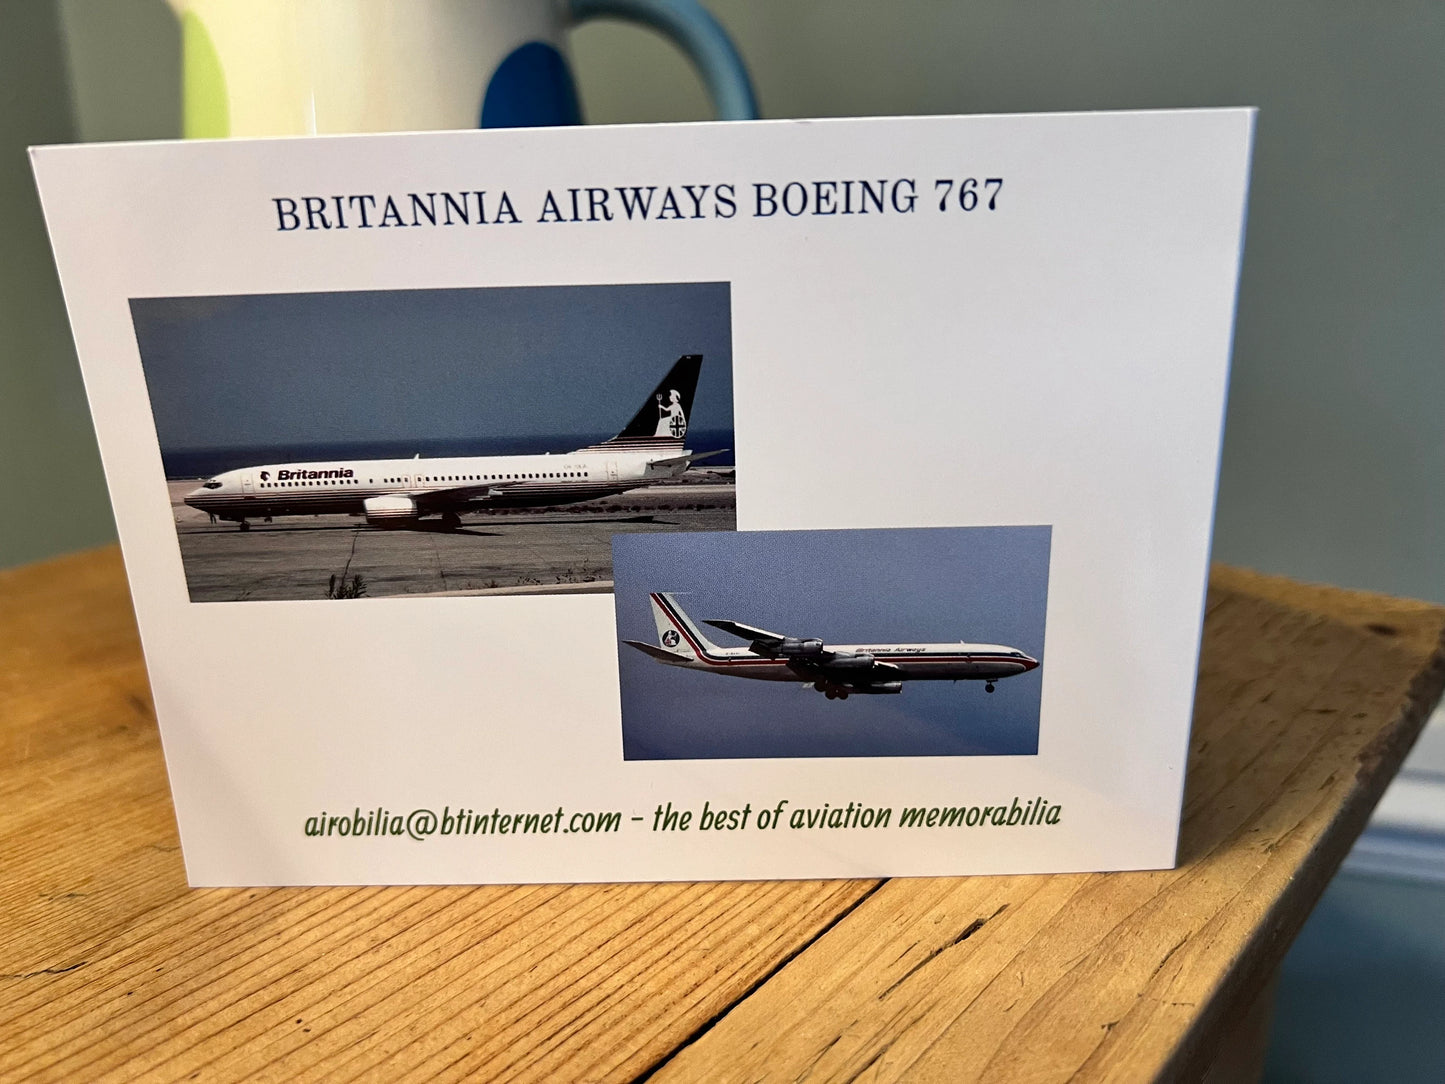 BRITANNIA AIRWAYS BOEING 767
Britannia
Britannia Airways
airobilia@btinternet.com - the best of aviation memorabilia